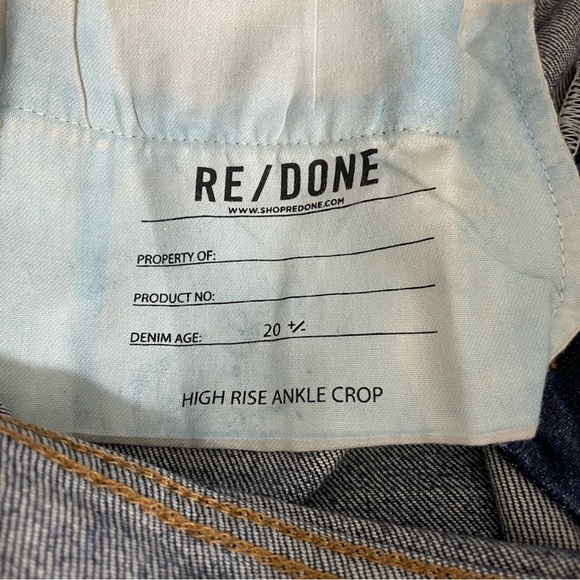 RE/DONE
WWW.SHOPREDONE.COM
PROPERTY OF:
PRODUCT NO:
DENIM AGE: 20 +/-
HIGH RISE ANKLE CROP